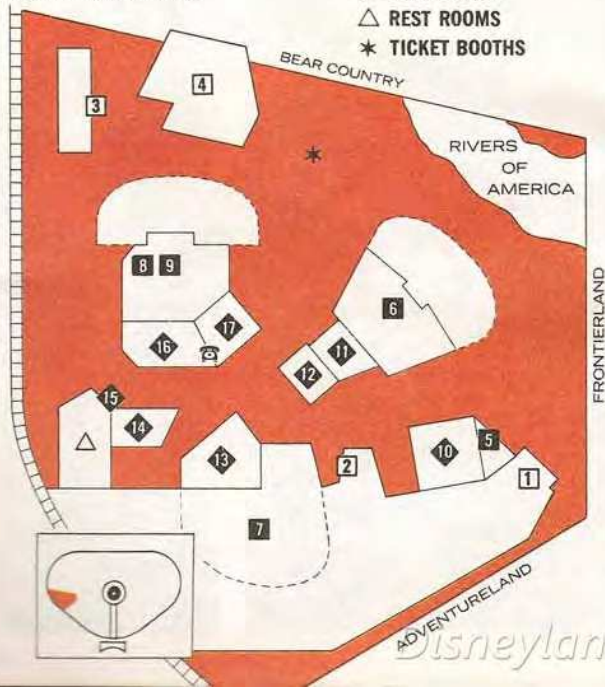 △ REST ROOMS
✶ TICKET BOOTHS
BEAR COUNTRY
4
3
RIVERS
OF
AMERICA
FRONTIERLAND
8 9
6
17
16
11
12
15
14
13
2
10
5
1
7
ADVENTURELAND
Disneylan